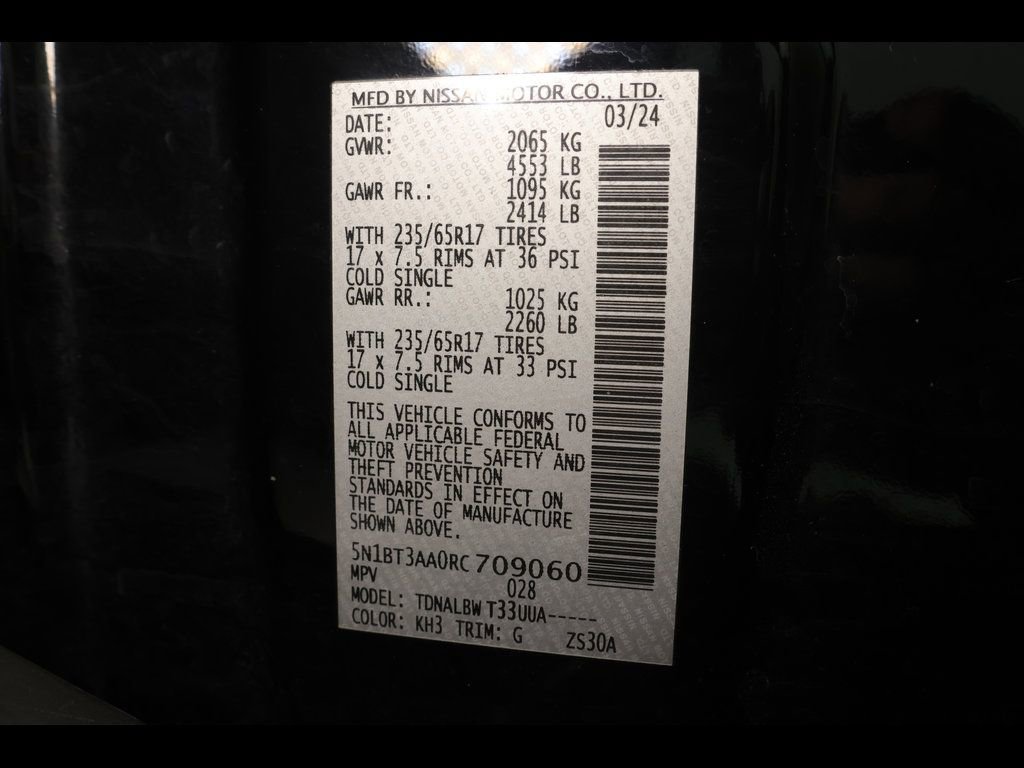 MFD BY NISSAN MOTOR CO., LTD.
DATE: 03/24
GVWR: 2065 KG
4553 LB
GAWR FR.: 1095 KG
2414 LB
WITH 235/65R17 TIRES
17 x 7.5 RIMS AT 36 PSI
COLD SINGLE
GAWR RR.: 1025 KG
2260 LB
WITH 235/65R17 TIRES
17 x 7.5 RIMS AT 33 PSI
COLD SINGLE
THIS VEHICLE CONFORMS TO
ALL APPLICABLE FEDERAL
MOTOR VEHICLE SAFETY AND
THEFT PREVENTION
STANDARDS IN EFFECT ON
THE DATE OF MANUFACTURE
SHOWN ABOVE.
5N1BT3AA0RC 709060
MPV 028
MODEL: TDNALBW T33UUA-----
COLOR: KH3 TRIM: G ZS30A